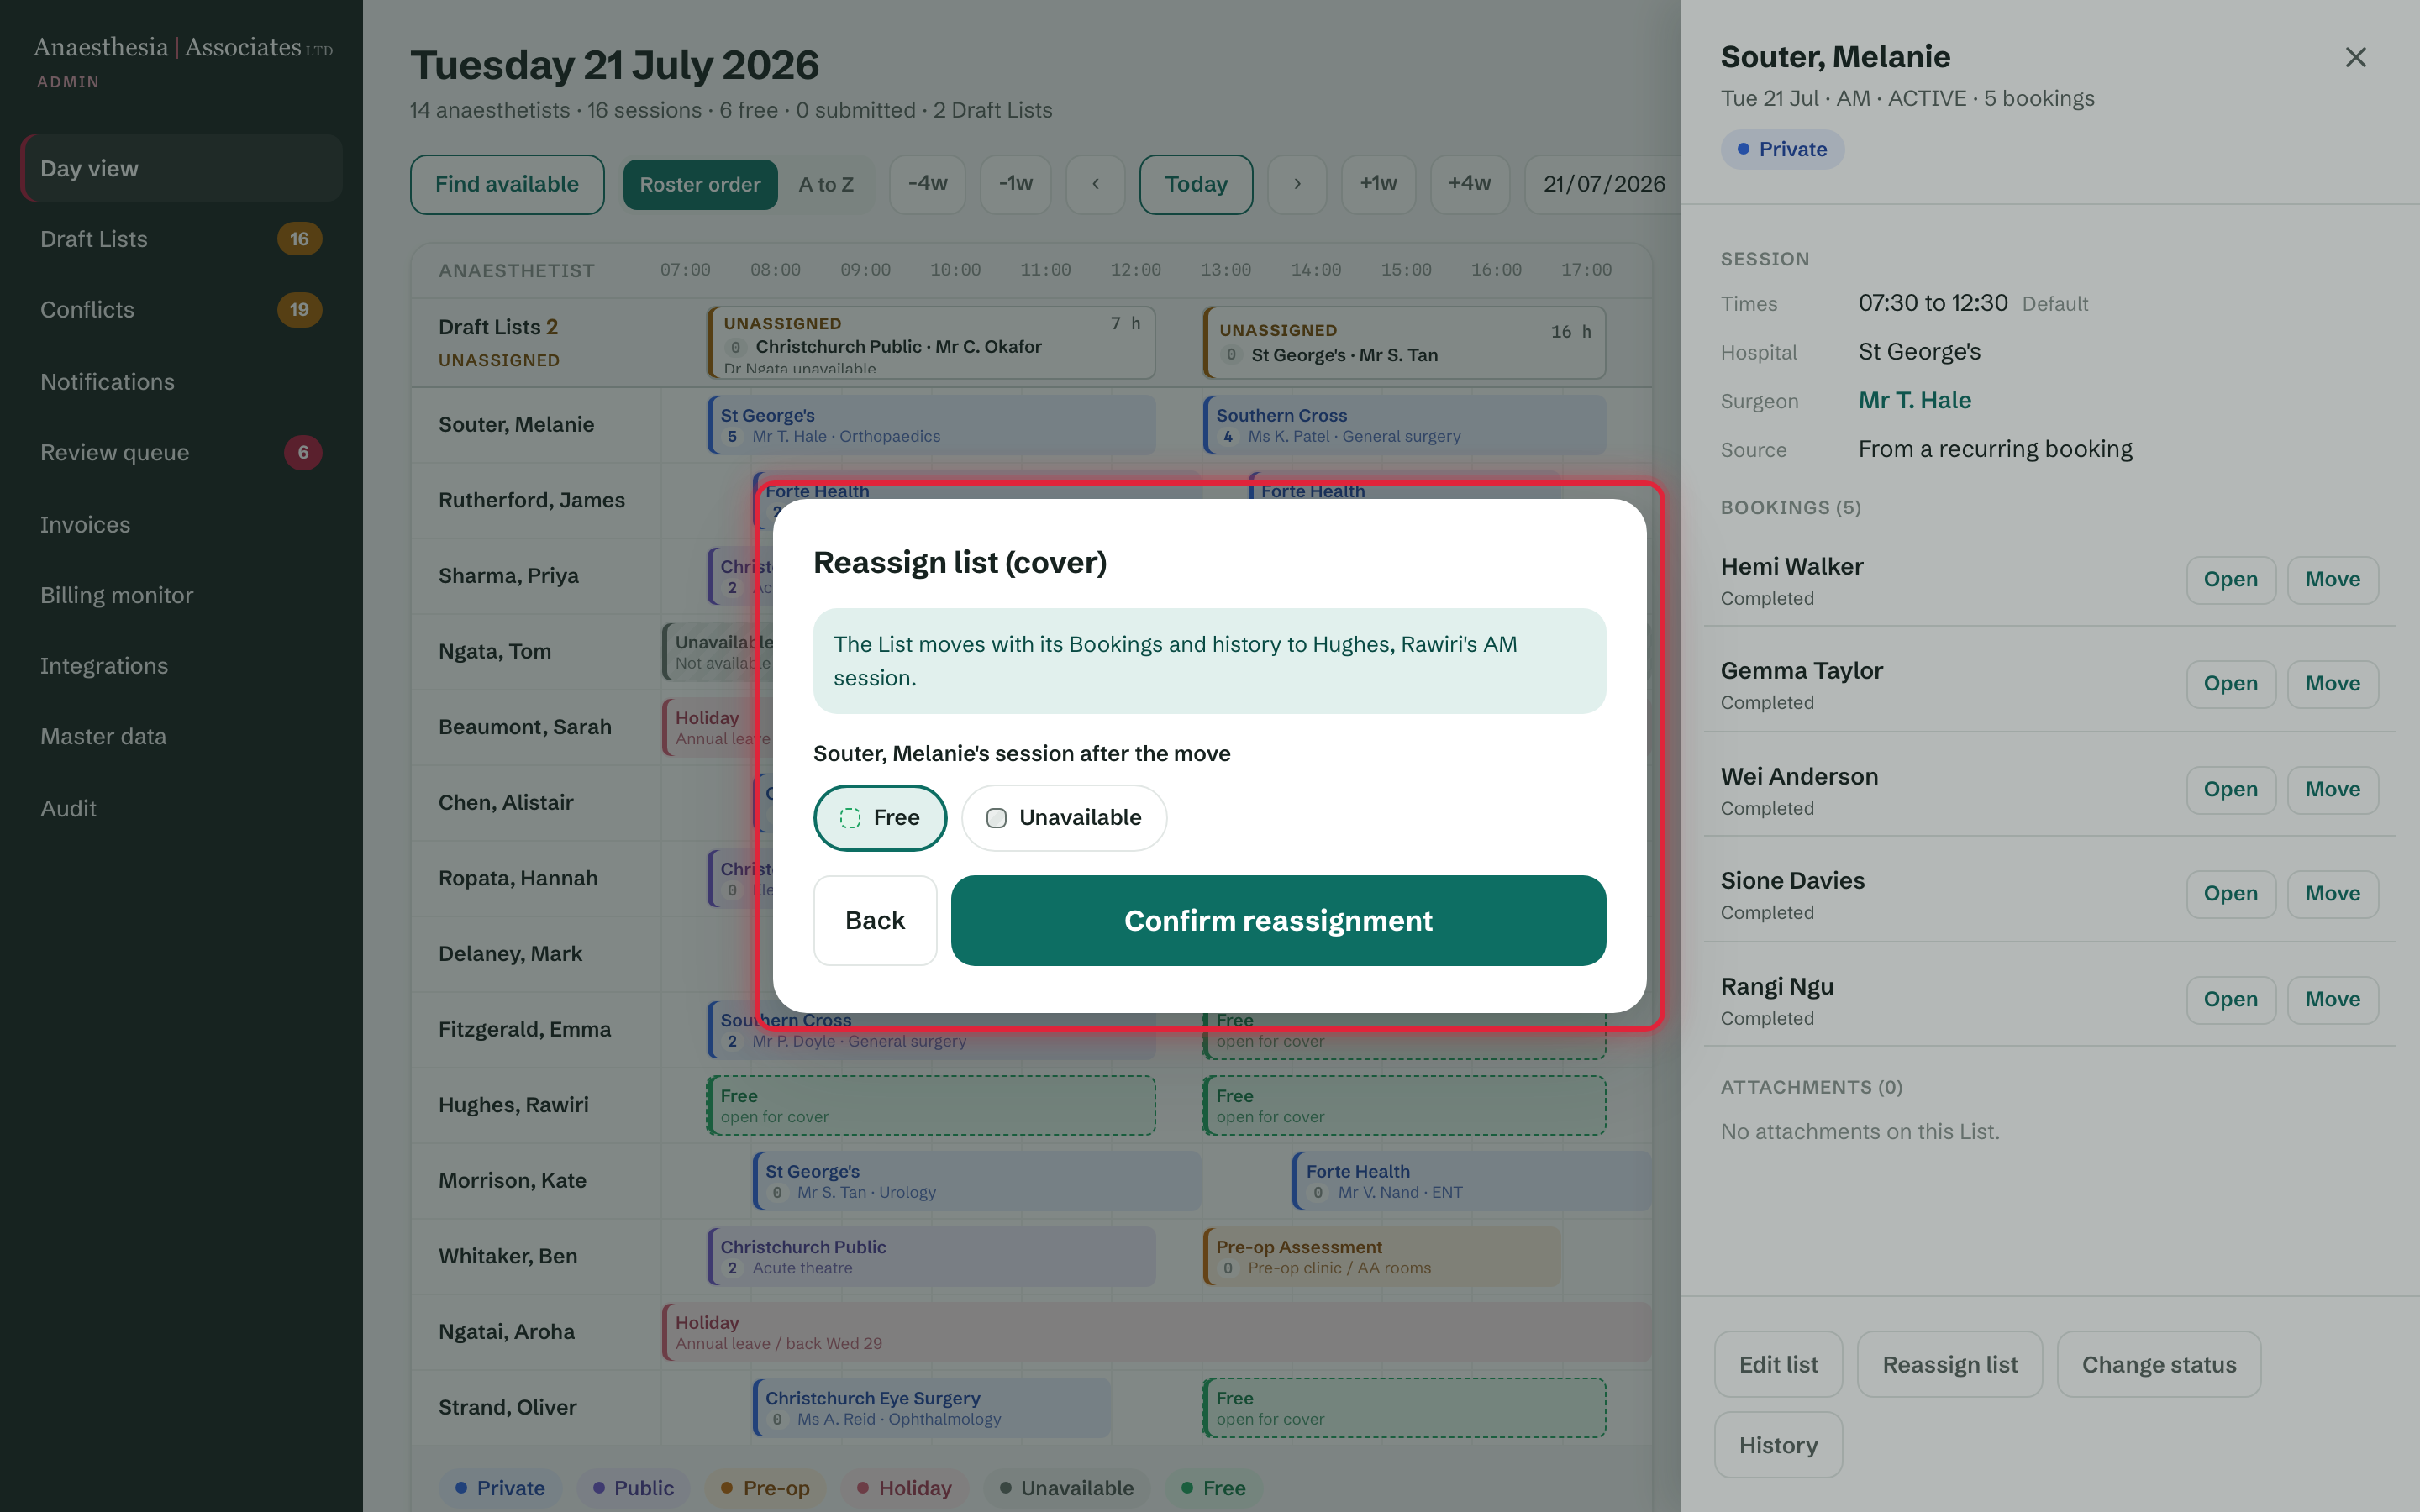 Anaesthesia | Associates LTD
ADMIN
Day view
Draft Lists 16
Conflicts 19
Notifications
Review queue 6
Invoices
Billing monitor
Integrations
Master data
Audit
Tuesday 21 July 2026
14 anaesthetists · 16 sessions · 6 free · 0 submitted · 2 Draft Lists
Find available Roster order A to Z -4w -1w ‹ Today › +1w +4w 21/07/2026
ANAESTHETIST 07:00 08:00 09:00 10:00 11:00 12:00 13:00 14:00 15:00 16:00 17:00
Draft Lists 2
UNASSIGNED
UNASSIGNED 7 h
0 Christchurch Public · Mr C. Okafor
Dr Ngata unavailable
UNASSIGNED 16 h
0 St George's · Mr S. Tan
Souter, Melanie
St George's
5 Mr T. Hale · Orthopaedics
Southern Cross
4 Ms K. Patel · General surgery
Rutherford, James
Forte Health
Forte Health
Sharma, Priya
2
Ngata, Tom
Unavailable
Not available
Beaumont, Sarah
Holiday
Annual leave
Chen, Alistair
Ropata, Hannah
0
Delaney, Mark
Fitzgerald, Emma
Southern Cross
2 Mr P. Doyle · General surgery
Free
open for cover
Hughes, Rawiri
Free
open for cover
Free
open for cover
Morrison, Kate
St George's
0 Mr S. Tan · Urology
Forte Health
0 Mr V. Nand · ENT
Whitaker, Ben
Christchurch Public
2 Acute theatre
Pre-op Assessment
0 Pre-op clinic / AA rooms
Ngatai, Aroha
Holiday
Annual leave / back Wed 29
Strand, Oliver
Christchurch Eye Surgery
0 Ms A. Reid · Ophthalmology
Free
open for cover
Private Public Pre-op Holiday Unavailable Free
Reassign list (cover)
The List moves with its Bookings and history to Hughes, Rawiri's AM
session.
Souter, Melanie's session after the move
Free Unavailable
Back Confirm reassignment
Souter, Melanie
Tue 21 Jul · AM · ACTIVE · 5 bookings
Private
SESSION
Times 07:30 to 12:30 Default
Hospital St George's
Surgeon Mr T. Hale
Source From a recurring booking
BOOKINGS (5)
Hemi Walker
Completed
Open Move
Gemma Taylor
Completed
Open Move
Wei Anderson
Completed
Open Move
Sione Davies
Completed
Open Move
Rangi Ngu
Completed
Open Move
ATTACHMENTS (0)
No attachments on this List.
Edit list Reassign list Change status
History